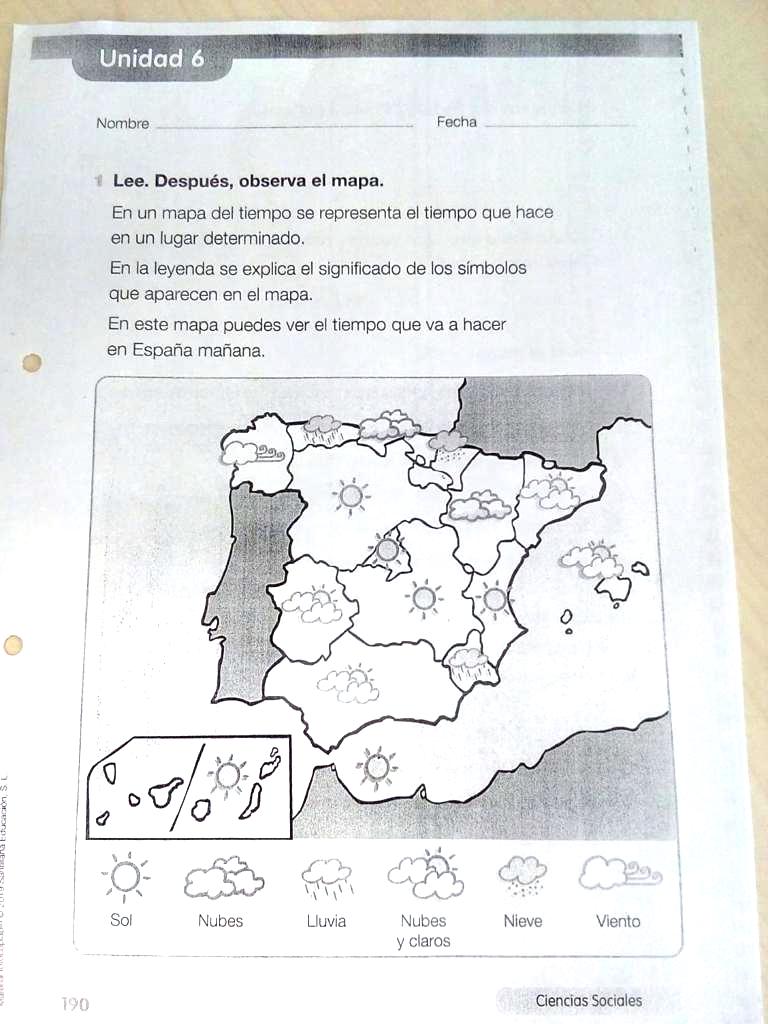 Unidad 6
Nombre
Fecha
1 Lee. Después, observa el mapa.
En un mapa del tiempo se representa el tiempo que hace
en un lugar determinado.
En la leyenda se explica el significado de los símbolos
que aparecen en el mapa.
En este mapa puedes ver el tiempo que va a hacer
en España mañana.
Sol
Nubes
Lluvia
Nubes
y claros
Nieve
Viento
190
Ciencias Sociales
Santillana Educación, S. L.